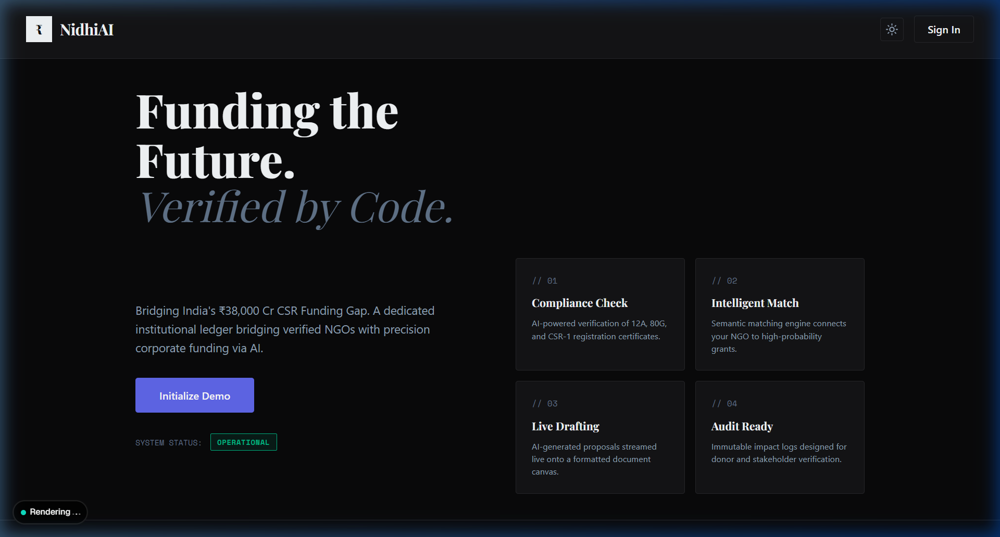 ₹
NidhiAI
Sign In
Funding the
Future.
Verified by Code.
Bridging India's ₹38,000 Cr CSR Funding Gap. A dedicated
institutional ledger bridging verified NGOs with precision
corporate funding via AI.
Initialize Demo
SYSTEM STATUS: OPERATIONAL
// 01
Compliance Check
AI-powered verification of 12A, 80G,
and CSR-1 registration certificates.
// 02
Intelligent Match
Semantic matching engine connects
your NGO to high-probability
grants.
// 03
Live Drafting
AI-generated proposals streamed
live onto a formatted document
canvas.
// 04
Audit Ready
Immutable impact logs designed for
donor and stakeholder verification.
Rendering ...